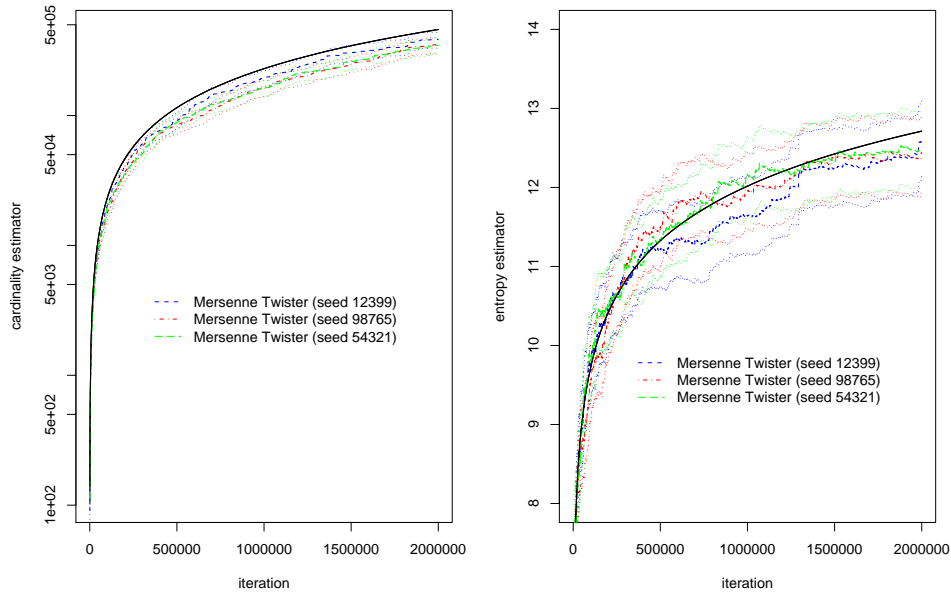 5e+05
5e+04
5e+03
5e+02
1e+02
cardinality estimator
0
500000
1000000
1500000
2000000
iteration
Mersenne Twister (seed 12399)
Mersenne Twister (seed 98765)
Mersenne Twister (seed 54321)
14
13
12
11
10
9
8
entropy estimator
0
500000
1000000
1500000
2000000
iteration
Mersenne Twister (seed 12399)
Mersenne Twister (seed 98765)
Mersenne Twister (seed 54321)